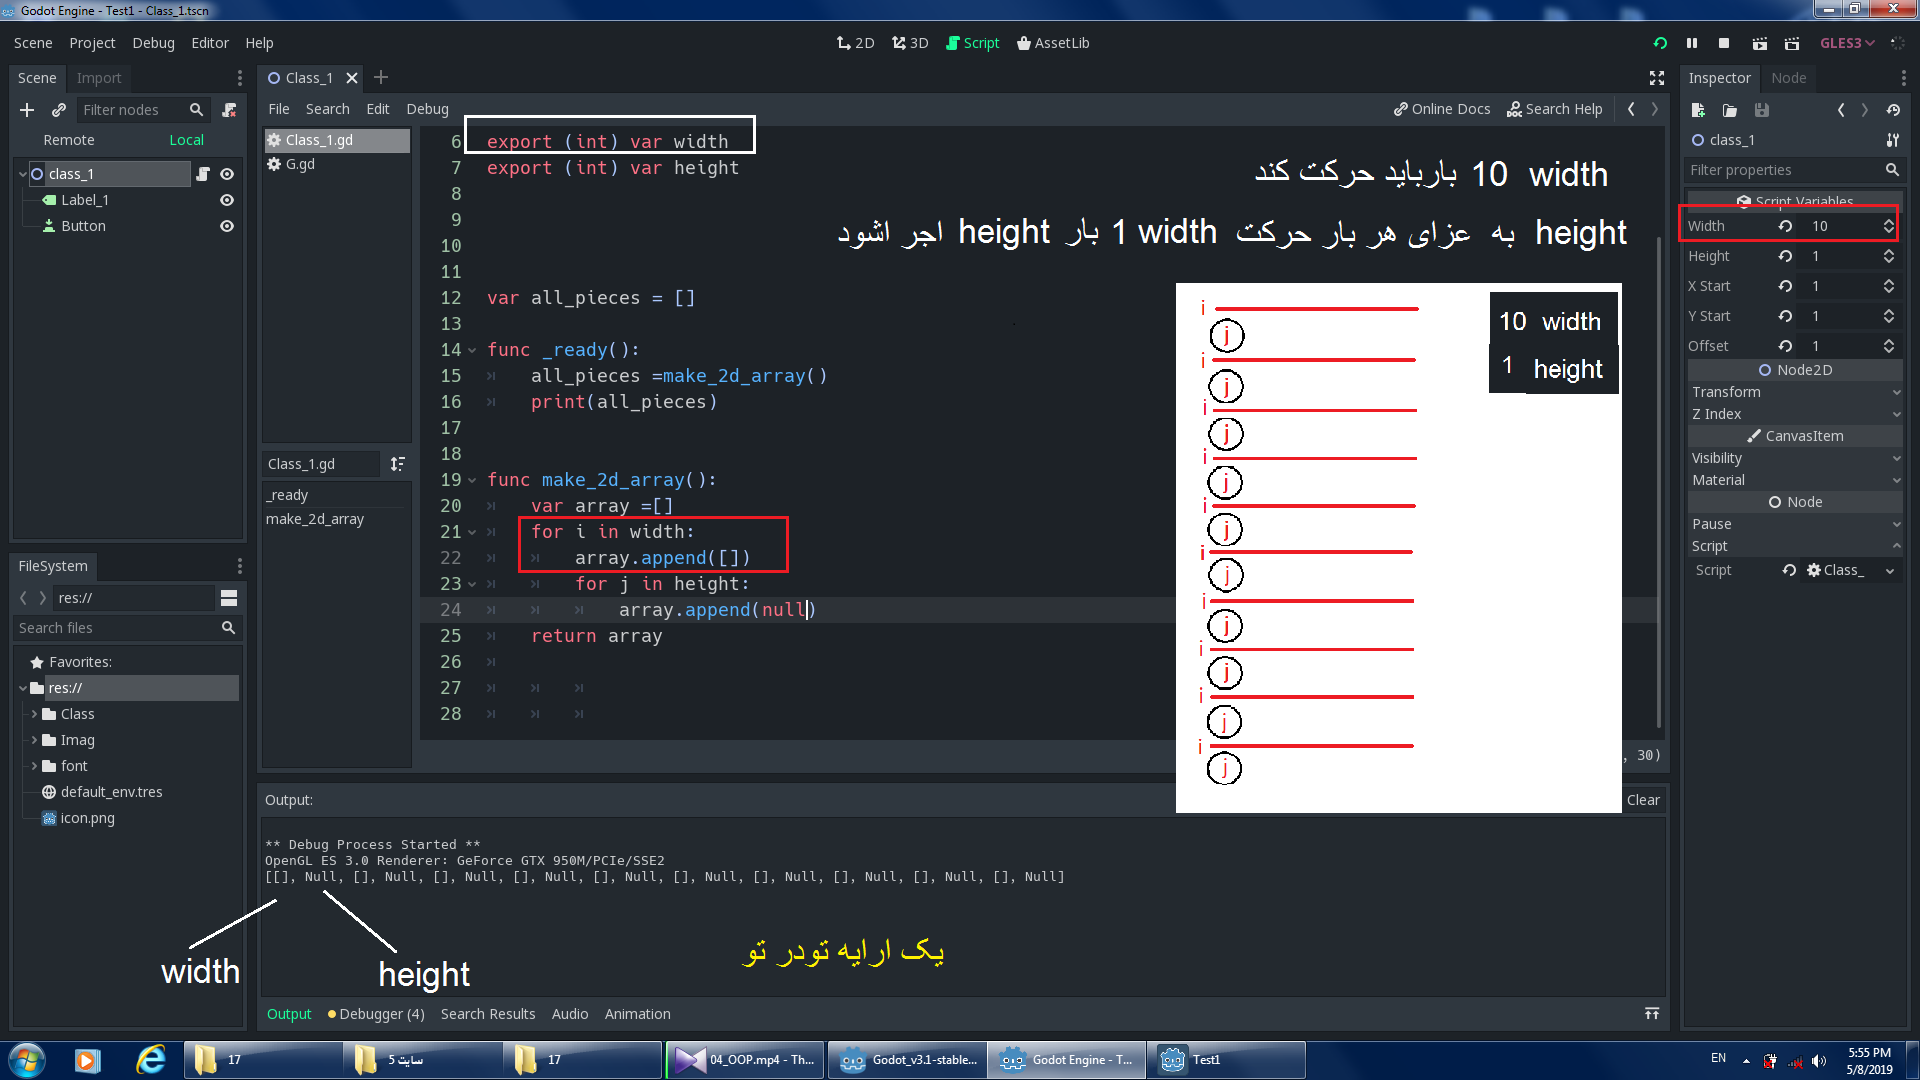 Godot Engine - Test1 - Class_1.tscn
Scene Project Debug Editor Help
2D 3D Script AssetLib
GLES3
Scene Import
Filter nodes
Remote Local
class_1
Label_1
Button
FileSystem
res://
Search files
Favorites:
res://
Class
Imag
font
default_env.tres
icon.png
Class_1
File Search Edit Debug
Online Docs Search Help
Class_1.gd
G.gd
Class_1.gd
_ready
make_2d_array
6 export (int) var width
7 export (int) var height
8
9
10
11
12 var all_pieces = []
13
14 func _ready():
15 all_pieces =make_2d_array()
16 print(all_pieces)
17
18
19 func make_2d_array():
20 var array =[]
21 for i in width:
22 array.append([])
23 for j in height:
24 array.append(null)
25 return array
26
27
28
width 10 بارباید حرکت کند
height به عزای هر بار حرکت width 1 بار height اجر اشود
10 width
1 height
i
j
i
j
i
j
i
j
i
j
i
j
i
j
i
j
i
j
i
j
, 30)
Output:
Clear
** Debug Process Started **
OpenGL ES 3.0 Renderer: GeForce GTX 950M/PCIe/SSE2
[[], Null, [], Null, [], Null, [], Null, [], Null, [], Null, [], Null, [], Null, [], Null, [], Null]
width
height
یک ارایه تودر تو
Output Debugger (4) Search Results Audio Animation
Inspector Node
class_1
Filter properties
Script Variables
Width 10
Height 1
X Start 1
Y Start 1
Offset 1
Node2D
Transform
Z Index
CanvasItem
Visibility
Material
Node
Pause
Script
Script Class_
17
سایت 5
17
04_OOP.mp4 - Th...
Godot_v3.1-stable...
Godot Engine - T...
Test1
EN
5:55 PM
5/8/2019